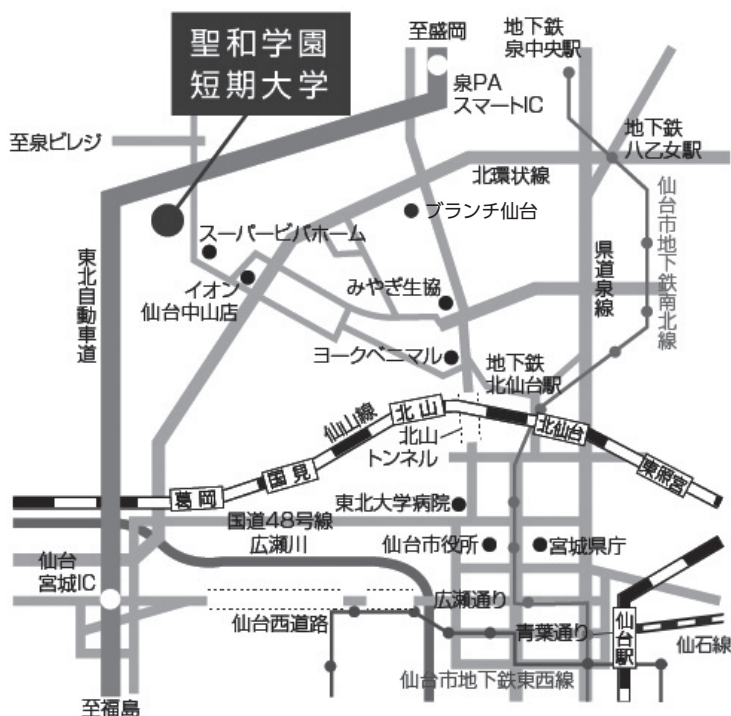 聖和学園
短期大学
至盛岡
泉PA
スマートIC
地下鉄
泉中央駅
至泉ビレジ
地下鉄
八乙女駅
北環状線
仙台市地下鉄南北線
ブランチ仙台
スーパービバホーム
県道泉線
東北自動車道
イオン
仙台中山店
みやぎ生協
ヨークベニマル
地下鉄
北仙台駅
仙山線
北山
北仙台
北山
トンネル
国見
東照宮
葛岡
東北大学病院
国道48号線
広瀬川
仙台市役所
宮城県庁
仙台
宮城IC
広瀬通り
仙台西道路
青葉通り
仙台駅
仙石線
仙台市地下鉄東西線
至福島